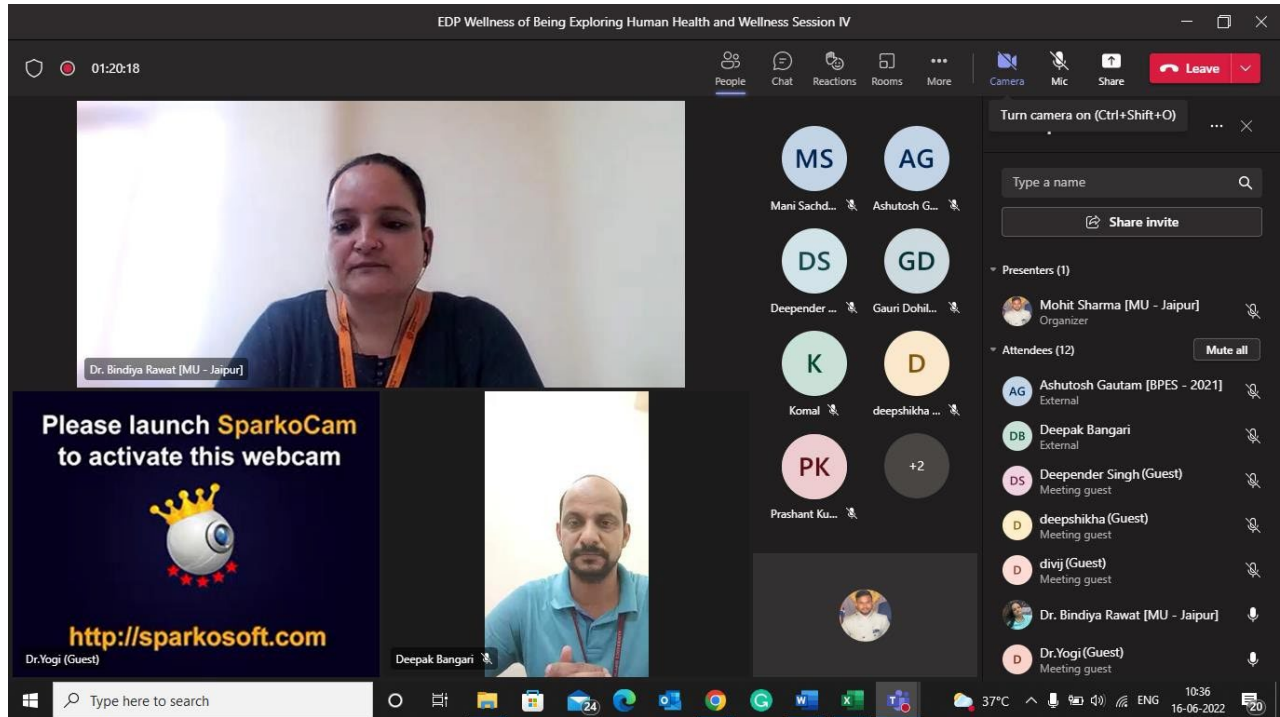 EDP Wellness of Being Exploring Human Health and Wellness Session IV
01:20:18
People
Chat
Reactions
Rooms
More
Camera
Mic
Share
Leave
Turn camera on (Ctrl+Shift+O)
Dr. Bindiya Rawat [MU - Jaipur]
Please launch SparkoCam
to activate this webcam
http://sparkosoft.com
Dr.Yogi (Guest)
Deepak Bangari
MS
Mani Sachd...
AG
Ashutosh G...
DS
Deepender ...
GD
Gauri Dohil...
K
Komal
D
deepshikha ...
PK
Prashant Ku...
+2
Type a name
Share invite
Presenters (1)
Mohit Sharma [MU - Jaipur]
Organizer
Attendees (12)
Mute all
AG
Ashutosh Gautam [BPES - 2021]
External
DB
Deepak Bangari
External
DS
Deepender Singh (Guest)
Meeting guest
D
deepshikha (Guest)
Meeting guest
D
divij (Guest)
Meeting guest
Dr. Bindiya Rawat [MU - Jaipur]
D
Dr.Yogi (Guest)
Meeting guest
Type here to search
24
37°C
ENG
10:36
16-06-2022
20